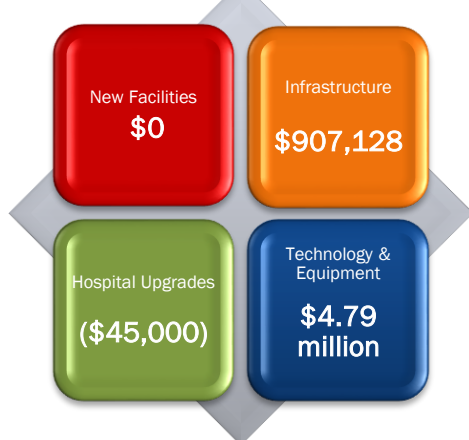 New Facilities
$0
Infrastructure
$907,128
Hospital Upgrades
($45,000)
Technology &
Equipment
$4.79
million